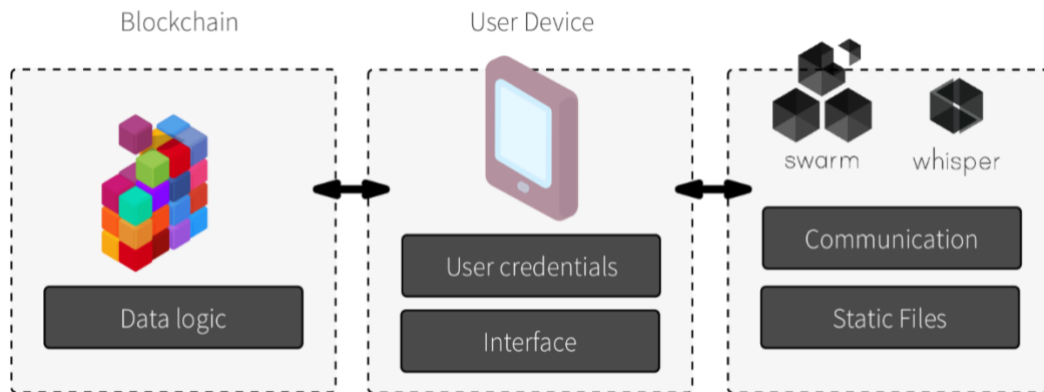 Blockchain
User Device
swarm
whisper
Data logic
User credentials
Interface
Communication
Static Files